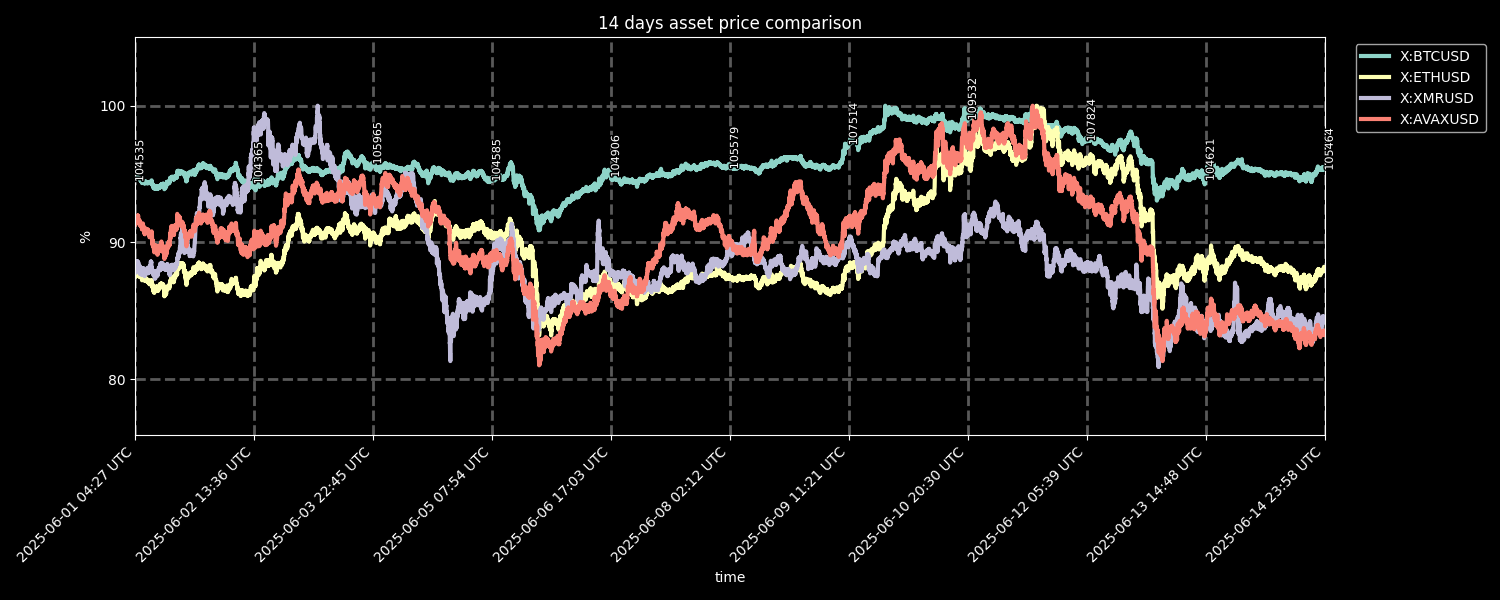 14 days asset price comparison
X:BTCUSD
X:ETHUSD
X:XMRUSD
X:AVAXUSD
100
90
80
%
104535
104365
105965
104585
104906
105579
107514
109532
107824
104621
105464
2025-06-01 04:27 UTC
2025-06-02 13:36 UTC
2025-06-03 22:45 UTC
2025-06-05 07:54 UTC
2025-06-06 17:03 UTC
2025-06-08 02:12 UTC
2025-06-09 11:21 UTC
2025-06-10 20:30 UTC
2025-06-12 05:39 UTC
2025-06-13 14:48 UTC
2025-06-14 23:58 UTC
time